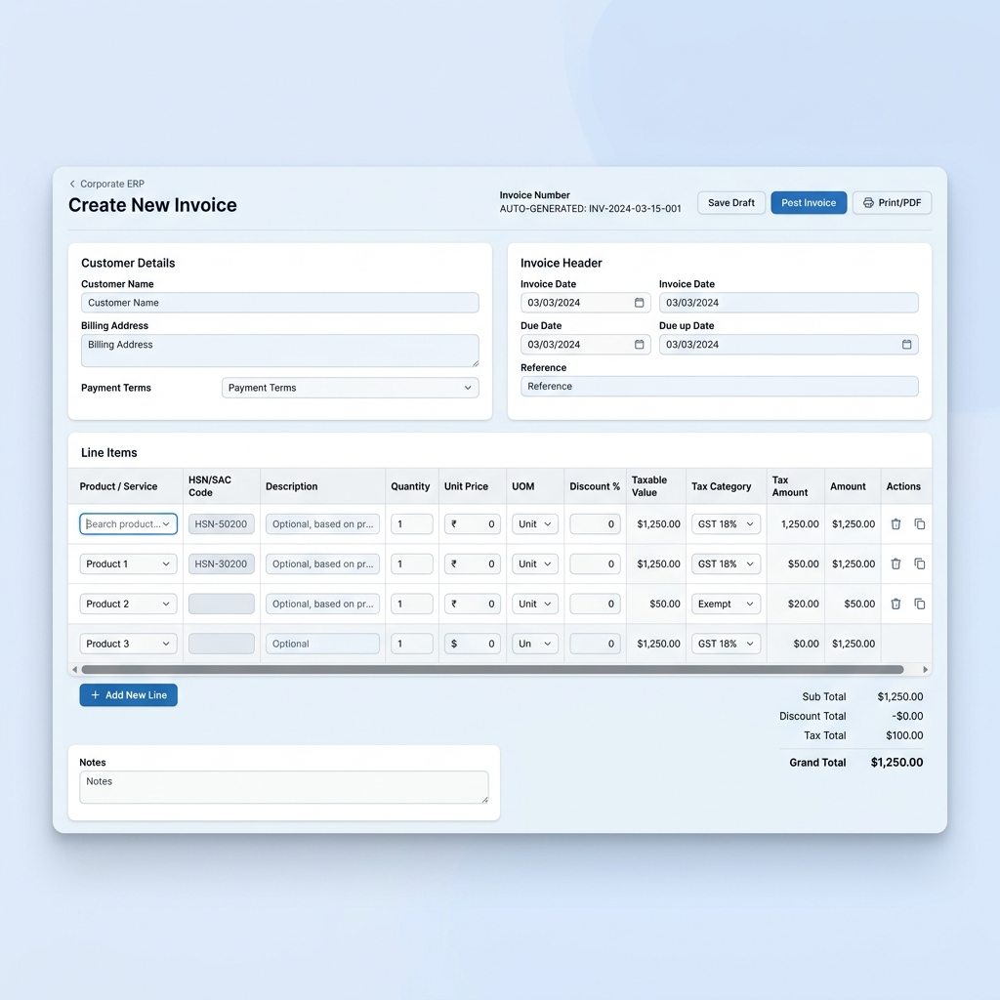 Corporate ERP
Create New Invoice
Invoice Number
AUTO-GENERATED: INV-2024-03-15-001
Save Draft
Post Invoice
Print/PDF
Customer Details
Customer Name
Customer Name
Billing Address
Billing Address
Payment Terms
Payment Terms
Invoice Header
Invoice Date
Invoice Date
03/03/2024
03/03/2024
Due Date
Due up Date
03/03/2024
03/03/2024
Reference
Reference
Line Items
Product / Service HSN/SAC Code Description Quantity Unit Price UOM Discount % Taxable Value Tax Category Tax Amount Amount Actions
Search product... HSN-50200 Optional, based on pr... 1 ₹ 0 Unit 0 $1,250.00 GST 18% 1,250.00 $1,250.00
Product 1 HSN-30200 Optional, based on pr... 1 ₹ 0 Unit 0 $1,250.00 GST 18% $50.00 $1,250.00
Product 2 Optional, based on pr... 1 ₹ 0 Unit 0 $50.00 Exempt $20.00 $50.00
Product 3 Optional 1 $ 0 Un 0 $1,250.00 GST 18% $0.00 $1,250.00
+ Add New Line
Sub Total $1,250.00
Discount Total -$0.00
Tax Total $100.00
Grand Total $1,250.00
Notes
Notes